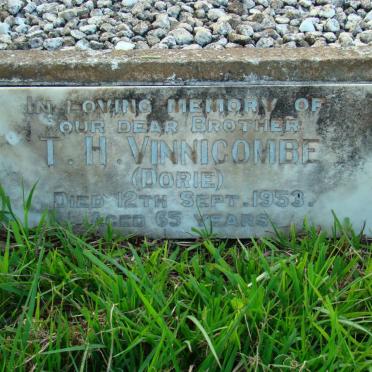 IN LOVING MEMORY OF
OUR DEAR BROTHER
T. H. VINNICOMBE
(DORIE)
DIED 12TH SEPT. 1953.
AGED 65 YEARS.